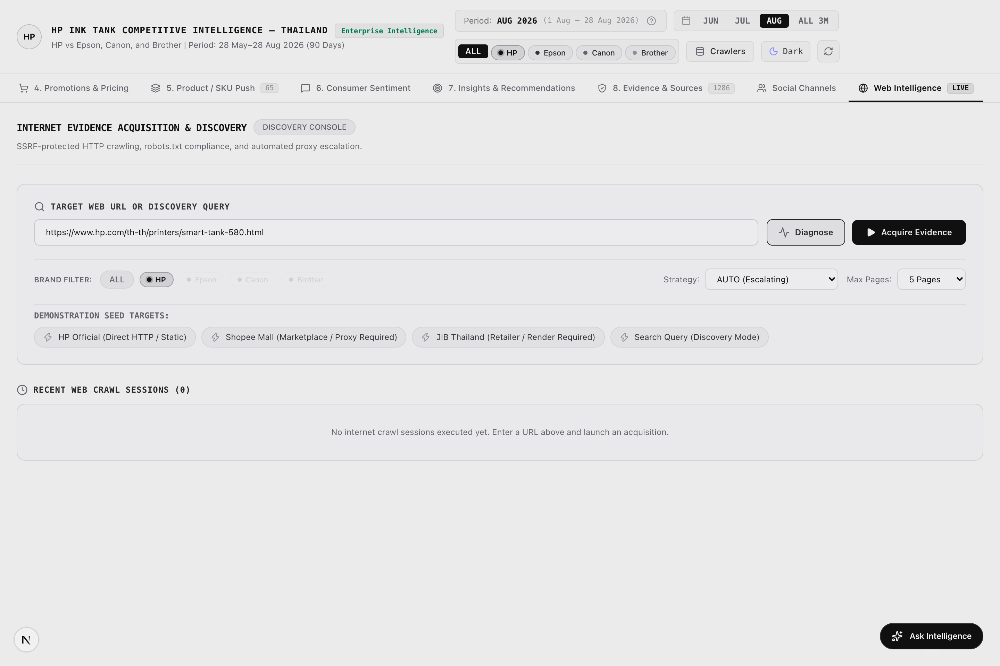 HP
HP INK TANK COMPETITIVE INTELLIGENCE — THAILAND
Enterprise Intelligence
HP vs Epson, Canon, and Brother | Period: 28 May–28 Aug 2026 (90 Days)
Period: AUG 2026 (1 Aug — 28 Aug 2026)
JUN JUL AUG ALL 3M
ALL HP Epson Canon Brother
Crawlers
Dark
4. Promotions & Pricing
5. Product / SKU Push 65
6. Consumer Sentiment
7. Insights & Recommendations
8. Evidence & Sources 1286
Social Channels
Web Intelligence LIVE
INTERNET EVIDENCE ACQUISITION & DISCOVERY
DISCOVERY CONSOLE
SSRF-protected HTTP crawling, robots.txt compliance, and automated proxy escalation.
TARGET WEB URL OR DISCOVERY QUERY
https://www.hp.com/th-th/printers/smart-tank-580.html
Diagnose
Acquire Evidence
BRAND FILTER: ALL HP Epson Canon Brother
Strategy: AUTO (Escalating)
Max Pages: 5 Pages
DEMONSTRATION SEED TARGETS:
HP Official (Direct HTTP / Static)
Shopee Mall (Marketplace / Proxy Required)
JIB Thailand (Retailer / Render Required)
Search Query (Discovery Mode)
RECENT WEB CRAWL SESSIONS (0)
No internet crawl sessions executed yet. Enter a URL above and launch an acquisition.
N
Ask Intelligence